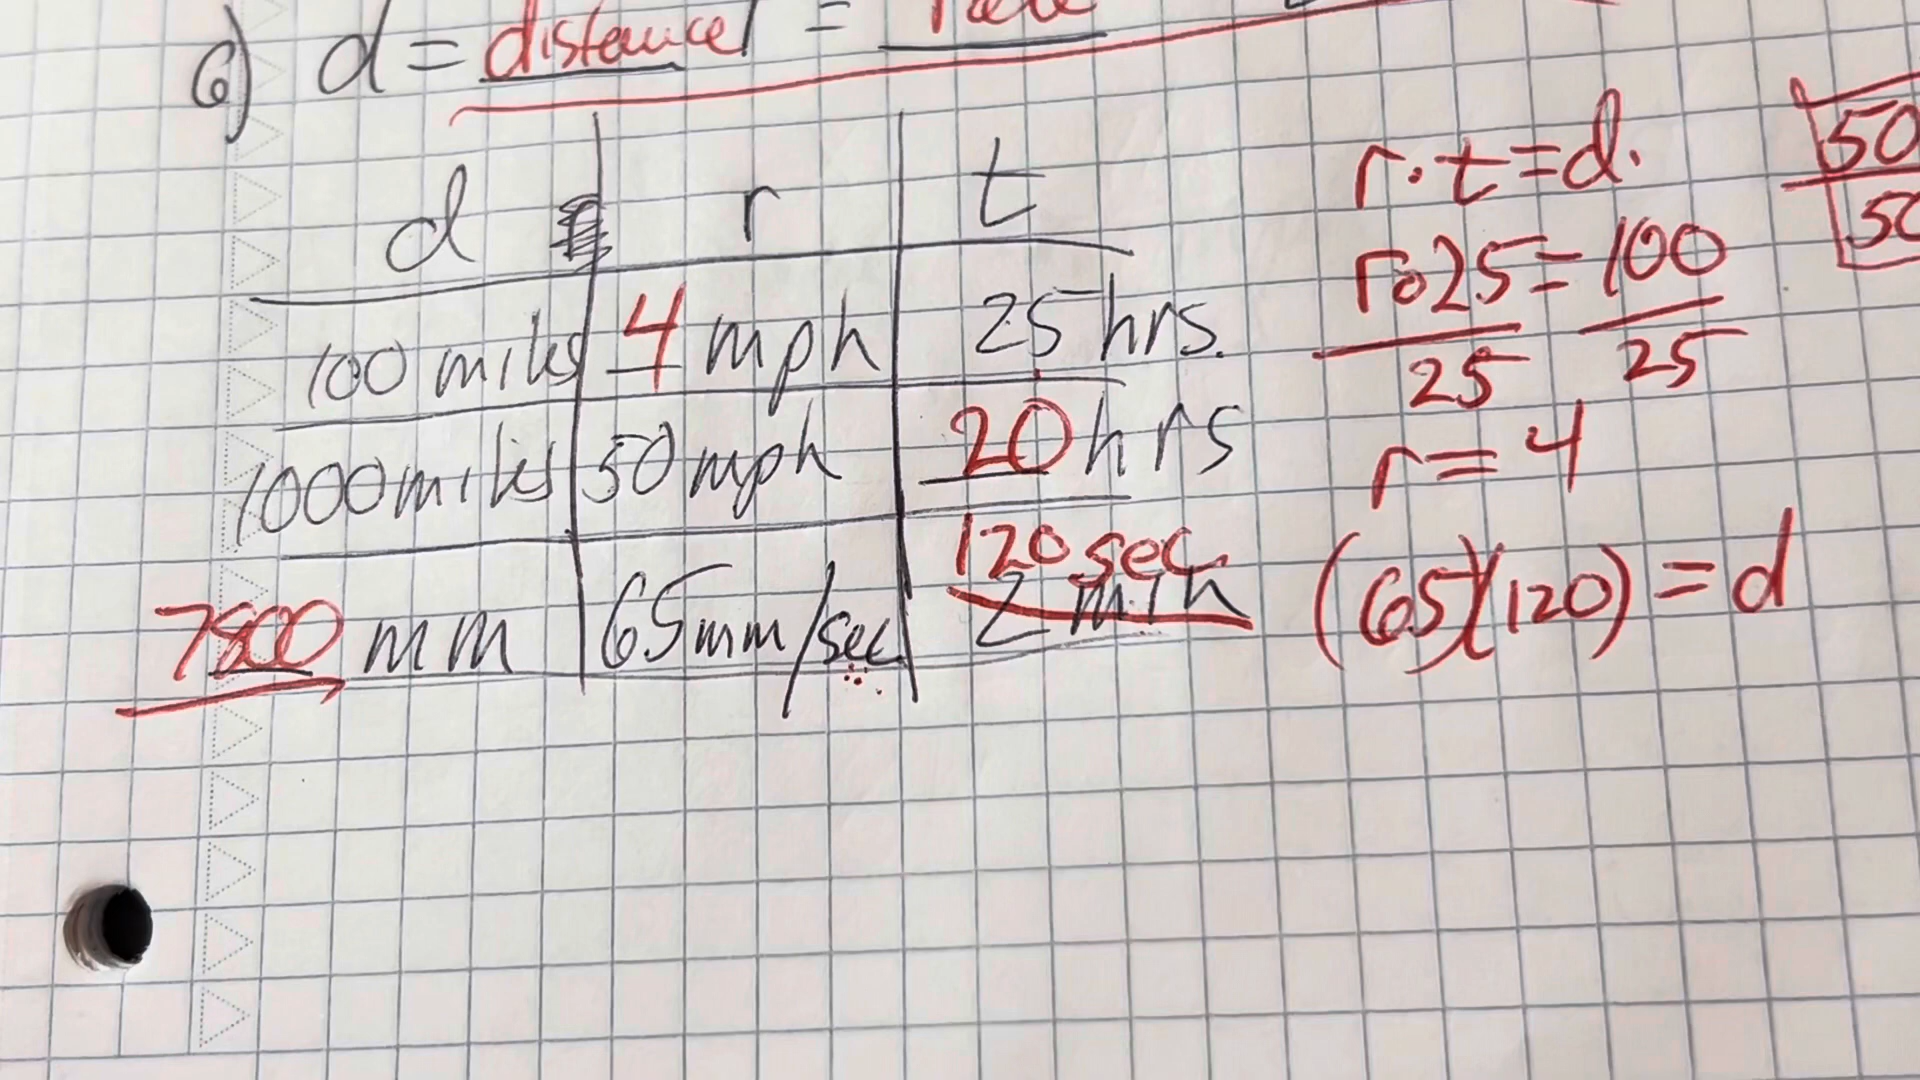 6) d = distance r = rate
d r t
100 miles 4 mph 25 hrs.
1000 miles 50 mph 20 hrs
120 sec
7800 mm 65 mm/sec 2 min
r · t = d.
r • 25 = 100
25 25
r = 4
(65)(120) = d
50
50